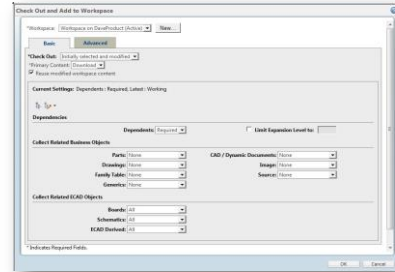 Check Out and Add to Workspace
*Workspace: Workspace on DaveProduct (Active) New...
Basic Advanced
*Check Out: Initially selected and modified
*Primary Content: Download
Reuse modified workspace content
Current Settings: Dependents : Required, Latest : Working
Dependencies
Dependents: Required Limit Expansion Level to:
Collect Related Business Objects
Parts: None CAD / Dynamic Documents: None
Drawings: None Image: None
Family Table: None Source: None
Generics: None
Collect Related ECAD Objects
Boards: All
Schematics: All
ECAD Derived: All
* Indicates Required Fields.
OK Cancel